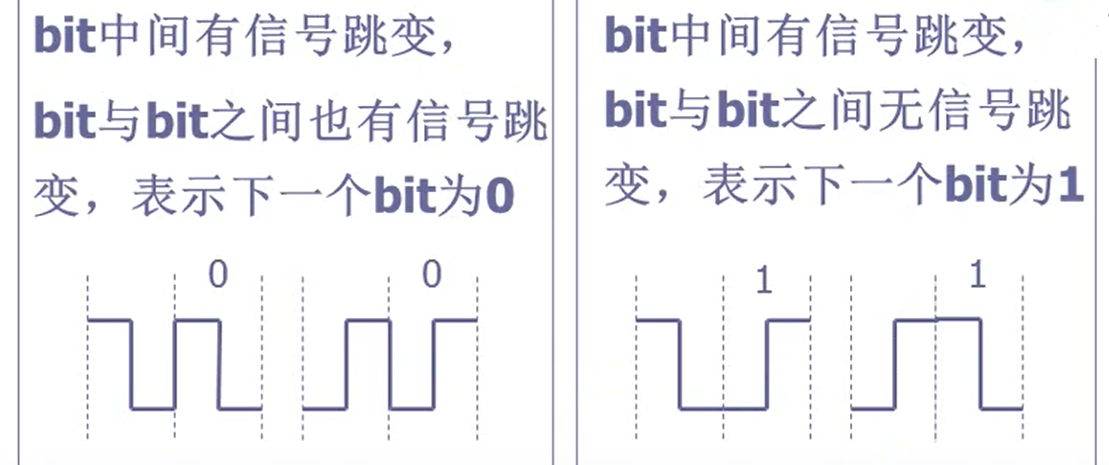 bit中间有信号跳变，
bit与bit之间也有信号跳
变，表示下一个bit为0
0
0
bit中间有信号跳变，
bit与bit之间无信号跳
变，表示下一个bit为1
1
1